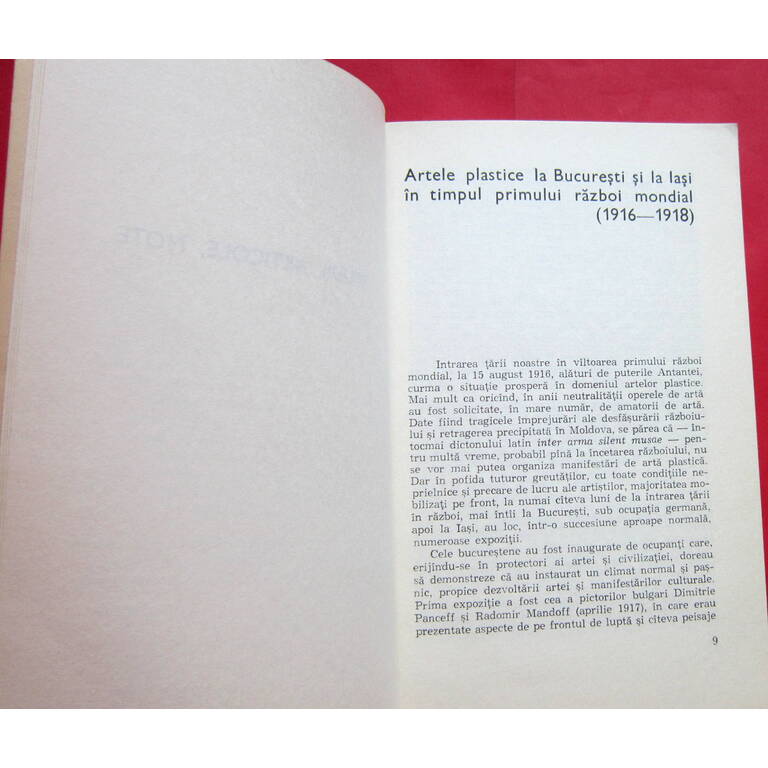 ARTICOLE, NOTE
Artele plastice la București și la Iași
în timpul primului război mondial
(1916—1918)
Intrarea țării noastre în vîltoarea primului război
mondial, la 15 august 1916, alături de puterile Antantei,
curma o situație prosperă în domeniul artelor plastice.
Mai mult ca oricînd, în anii neutralității operele de artă
au fost solicitate, în mare număr, de amatorii de artă.
Date fiind tragicele împrejurări ale desfășurării războiu-
lui și retragerea precipitată în Moldova, se părea că — în-
tocmai dictonului latin inter arma silent musae — pen-
tru multă vreme, probabil pînă la încetarea războiului, nu
se vor mai putea organiza manifestări de artă plastică.
Dar în pofida tuturor greutăților, cu toate condițiile ne-
prielnice și precare de lucru ale artiștilor, majoritatea mo-
bilizați pe front, la numai cîteva luni de la intrarea țării
în război, mai întîi la București, sub ocupația germană,
apoi la Iași, au loc, într-o succesiune aproape normală,
numeroase expoziții.
Cele bucureștene au fost inaugurate de ocupanți care,
erijîndu-se în protectori ai artei și civilizației, doreau
să demonstreze că au instaurat un climat normal și paș-
nic, propice dezvoltării artei și manifestărilor culturale.
Prima expoziție a fost cea a pictorilor bulgari Dimitrie
Panceff și Radomir Mandoff (aprilie 1917), în care erau
prezentate aspecte de pe frontul de luptă și cîteva peisaje
9